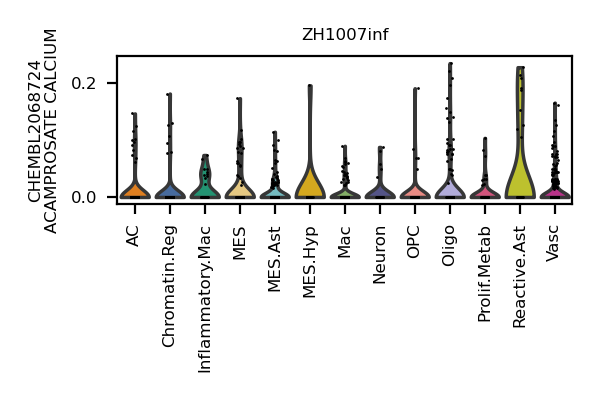 ZH1007inf
CHEMBL2068724
ACAMPROSATE CALCIUM
0.2
0.0
AC
Chromatin.Reg
Inflammatory.Mac
MES
MES.Ast
MES.Hyp
Mac
Neuron
OPC
Oligo
Prolif.Metab
Reactive.Ast
Vasc